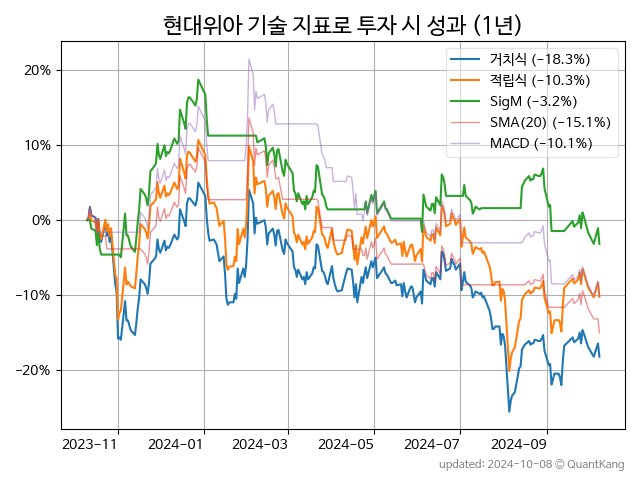 현대위아 기술 지표로 투자 시 성과 (1년)
거치식 (−18.3%)
적립식 (−10.3%)
SigM (−3.2%)
SMA(20) (−15.1%)
MACD (−10.1%)
20%
10%
0%
−10%
−20%
2023-11 2024-01 2024-03 2024-05 2024-07 2024-09
updated: 2024-10-08 ⓒ QuantKang